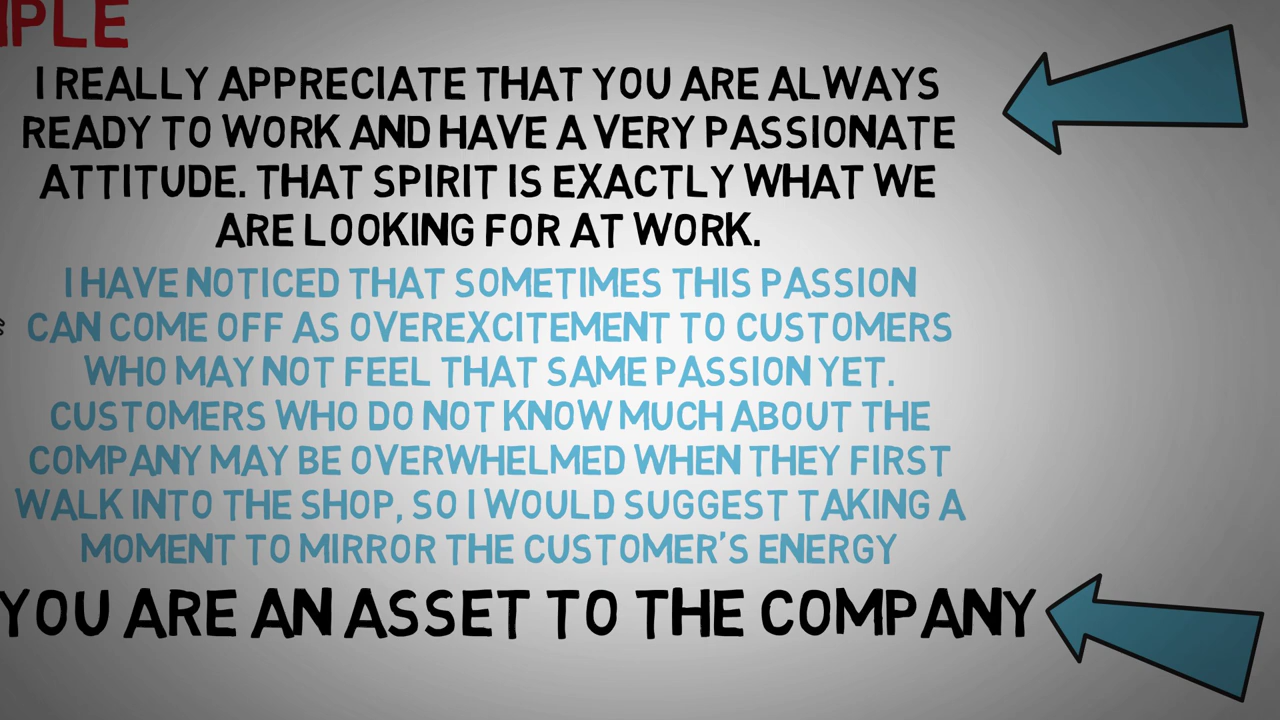 IPLE
I REALLY APPRECIATE THAT YOU ARE ALWAYS
READY TO WORK AND HAVE A VERY PASSIONATE
ATTITUDE. THAT SPIRIT IS EXACTLY WHAT WE
ARE LOOKING FOR AT WORK.
I HAVE NOTICED THAT SOMETIMES THIS PASSION
CAN COME OFF AS OVEREXCITEMENT TO CUSTOMERS
WHO MAY NOT FEEL THAT SAME PASSION YET.
CUSTOMERS WHO DO NOT KNOW MUCH ABOUT THE
COMPANY MAY BE OVERWHELMED WHEN THEY FIRST
WALK INTO THE SHOP, SO I WOULD SUGGEST TAKING A
MOMENT TO MIRROR THE CUSTOMER'S ENERGY
YOU ARE AN ASSET TO THE COMPANY